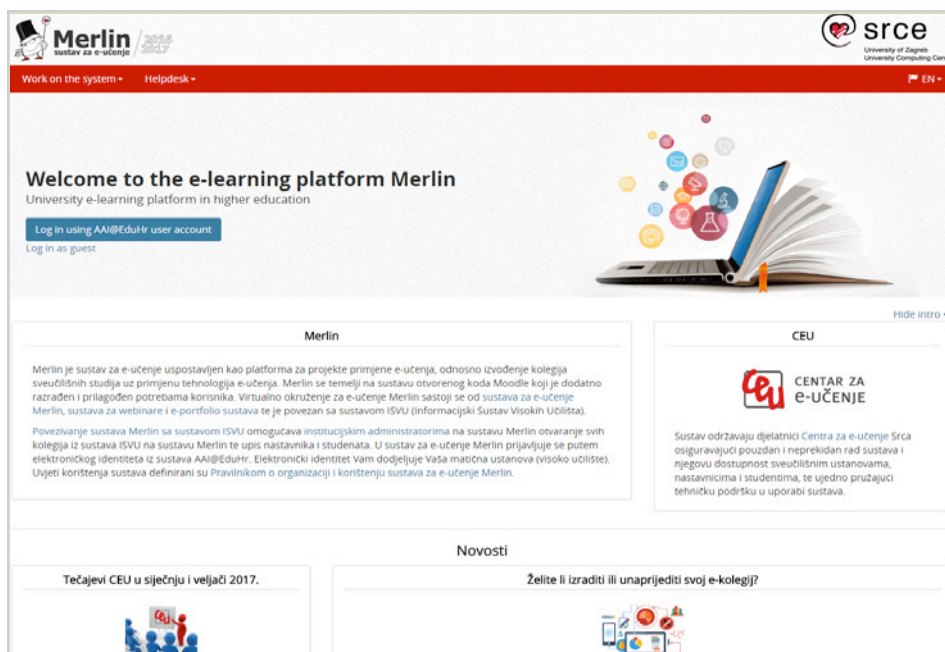 Merlin
sustav za e-učenje
2016
2017
srce
University of Zagreb
University Computing Cen
Work on the system
Helpdesk
EN
Welcome to the e-learning platform Merlin
University e-learning platform in higher education
Log in using AAI@EduHr user account
Log in as guest
Hide intro
Merlin
Merlin je sustav za e-učenje uspostavljen kao platforma za projekte primjene e-učenja, odnosno izvođenje kolegija
sveučilišnih studija uz primjenu tehnologija e-učenja. Merlin se temelji na sustavu otvorenog koda Moodle koji je dodatno
razrađen i prilagođen potrebama korisnika. Virtualno okruženje za e-učenje Merlin sastoji se od sustava za e-učenje
Merlin, sustava za webinare i e-portfolio sustava te je povezan sa sustavom ISVU (Informacijski Sustav Visokih Učilišta).
Povezivanje sustava Merlin sa sustavom ISVU omogućava institucijskim administratorima na sustavu Merlin otvaranje svih
kolegija iz sustava ISVU na sustavu Merlin te upis nastavnika i studenata. U sustav za e-učenje Merlin prijavljuje se putem
elektroničkog identiteta iz sustava AAI@EduHr. Elektronički identitet Vam dodjeljuje Vaša matična ustanova (visoko učilište).
Uvjeti korištenja sustava definirani su Pravilnikom o organizaciji i korištenju sustava za e-učenje Merlin.
CEU
ceu
CENTAR ZA
e-UČENJE
Sustav održavaju djelatnici Centra za e-učenje Srca
osiguravajući pouzdan i neprekidan rad sustava i
njegovu dostupnost sveučilišnim ustanovama,
nastavnicima i studentima, te ujedno pružajući
tehničku podršku u uporabi sustava.
Novosti
Tečajevi CEU u siječnju i veljači 2017.
ceu
Želite li izraditi ili unaprijediti svoj e-kolegij?